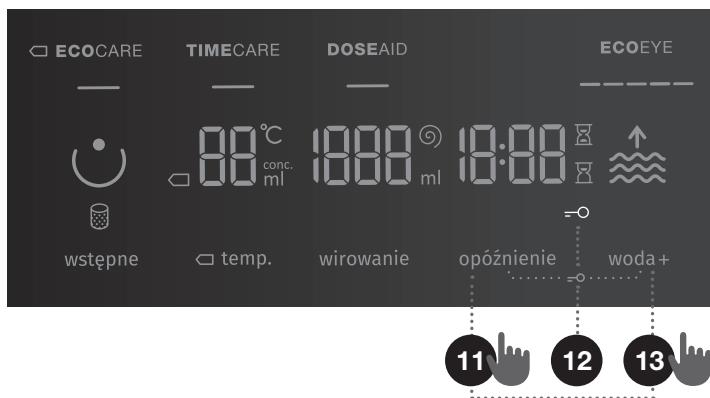 ECOCARE TIMECARE DOSEAID ECOEYE
88 °C conc. ml 1888 ml 18:88
wstępne temp. wirowanie opóźnienie woda+
11 12 13